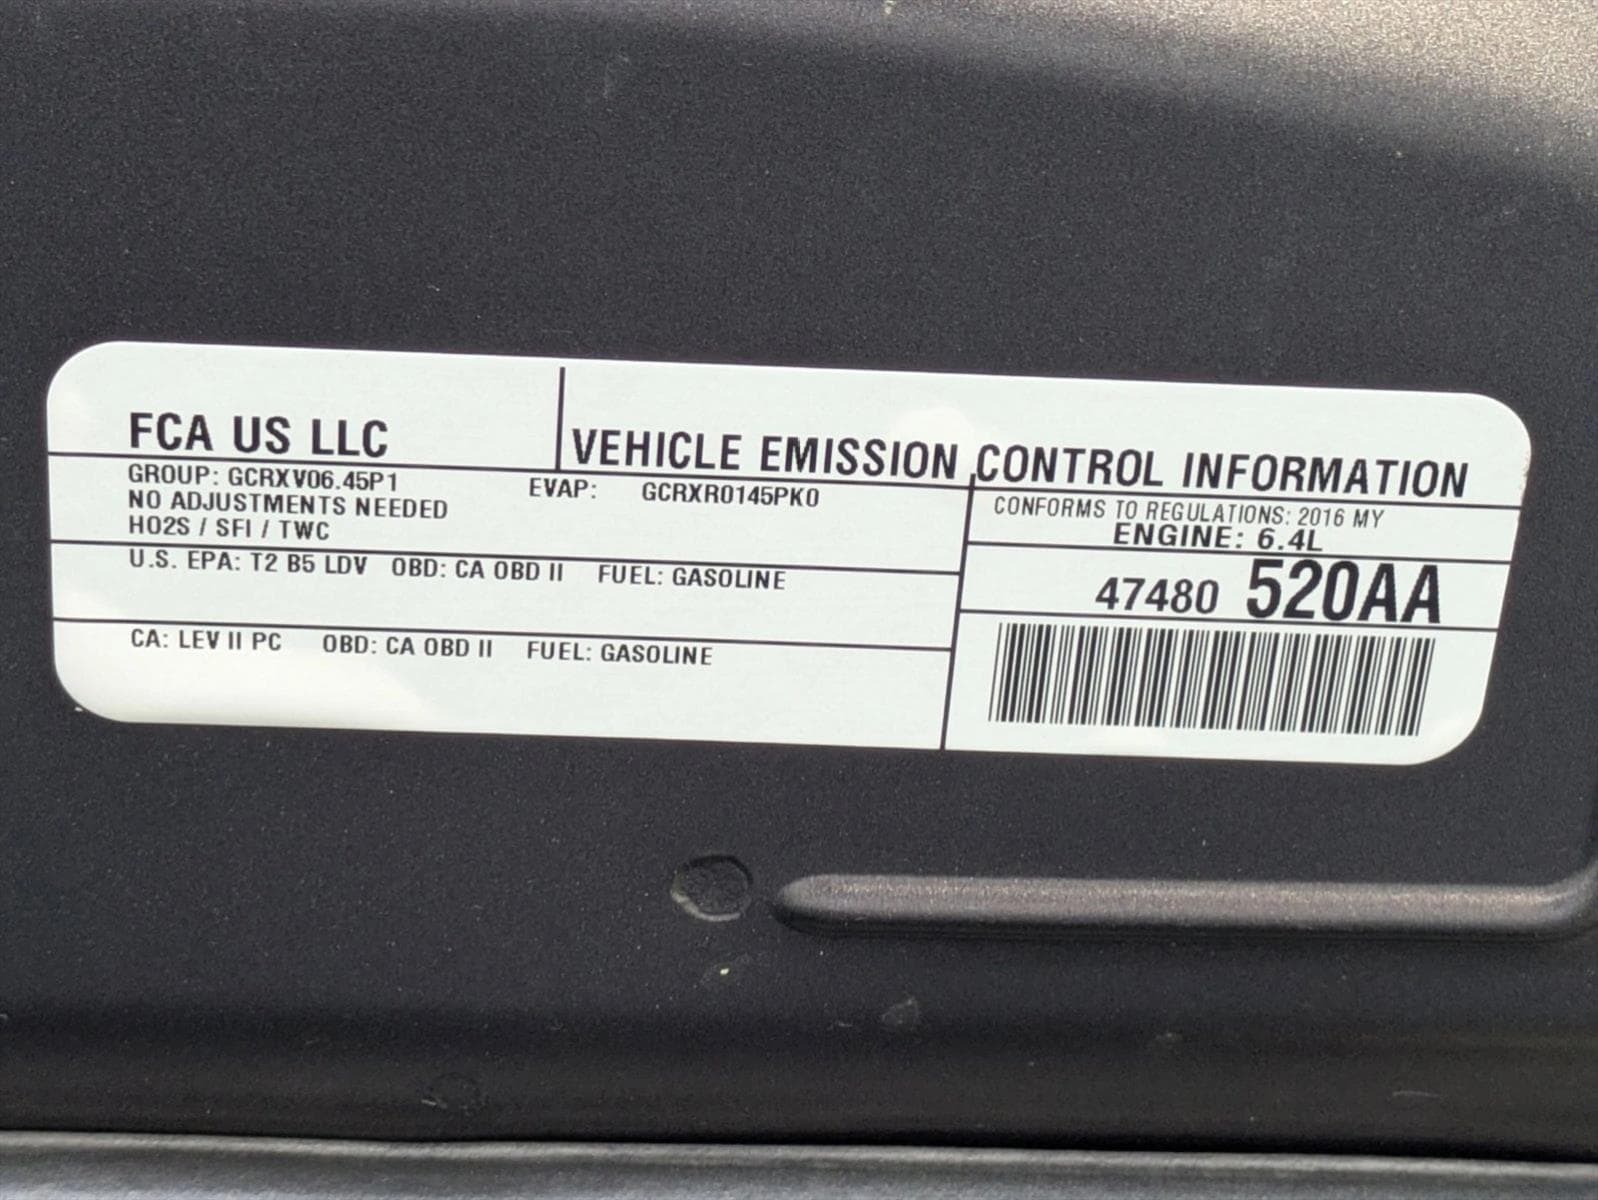 FCA US LLC
VEHICLE EMISSION CONTROL INFORMATION
GROUP: GCRXV06.45P1
EVAP: GCRXR0145PK0
NO ADJUSTMENTS NEEDED
HO2S / SFI / TWC
CONFORMS TO REGULATIONS: 2016 MY
ENGINE: 6.4L
U.S. EPA: T2 B5 LDV OBD: CA OBD II FUEL: GASOLINE
47480 520AA
CA: LEV II PC OBD: CA OBD II FUEL: GASOLINE